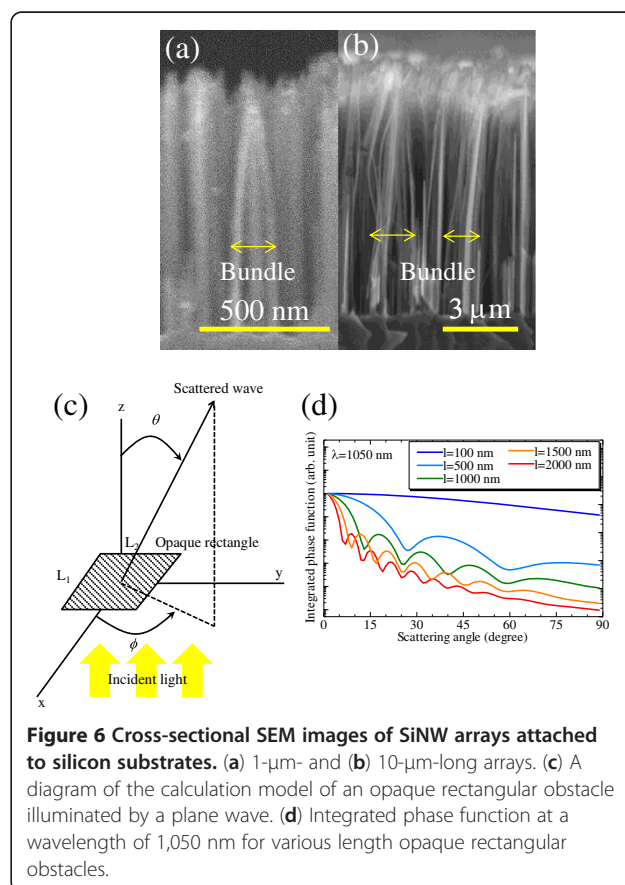 (a)
(b)
Bundle
500 nm
Bundle
3 µm
(c)
Scattered wave
z
θ
L₂
Opaque rectangle
L₁
y
ϕ
Incident light
x
(d)
Integrated phase function (arb. unit)
λ=1050 nm
l=100 nm
l=500 nm
l=1000 nm
l=1500 nm
l=2000 nm
0 15 30 45 60 75 90
Scattering angle (degree)
Figure 6 Cross-sectional SEM images of SiNW arrays attached
to silicon substrates. (a) 1-µm- and (b) 10-µm-long arrays. (c) A
diagram of the calculation model of an opaque rectangular obstacle
illuminated by a plane wave. (d) Integrated phase function at a
wavelength of 1,050 nm for various length opaque rectangular
obstacles.